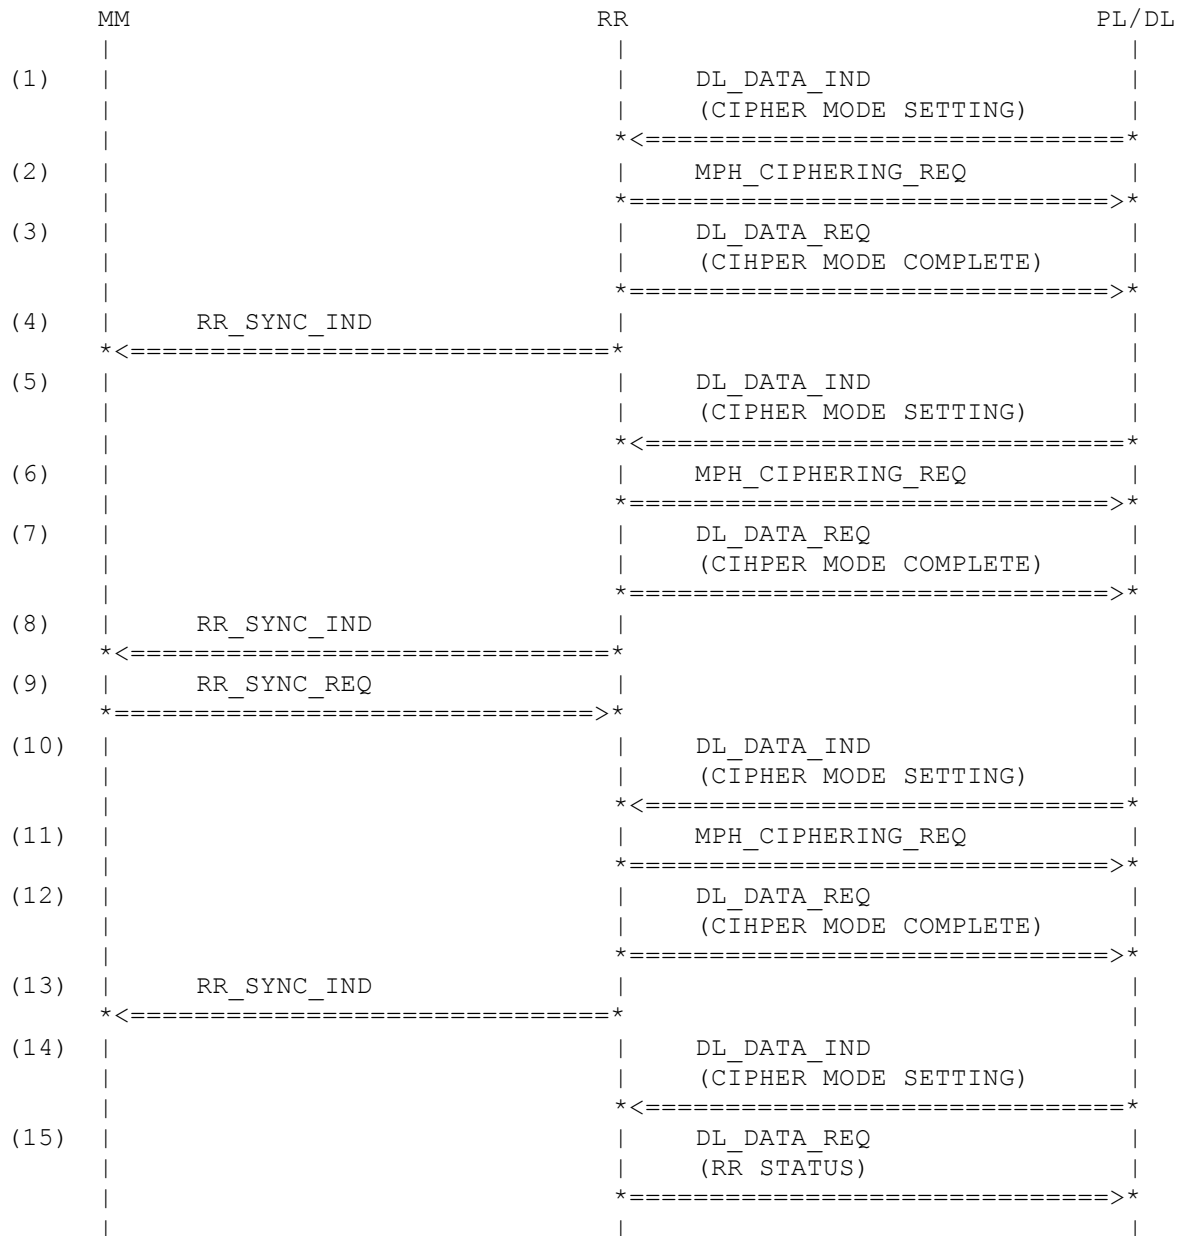 MM RR PL/DL
| | |
(1) | | DL_DATA_IND |
| | (CIPHER MODE SETTING) |
| *<==============================*
(2) | | MPH_CIPHERING_REQ |
| *==============================>*
(3) | | DL_DATA_REQ |
| | (CIHPER MODE COMPLETE) |
| *==============================>*
(4) | RR_SYNC_IND | |
*<==============================* |
(5) | | DL_DATA_IND |
| | (CIPHER MODE SETTING) |
| *<==============================*
(6) | | MPH_CIPHERING_REQ |
| *==============================>*
(7) | | DL_DATA_REQ |
| | (CIHPER MODE COMPLETE) |
| *==============================>*
(8) | RR_SYNC_IND | |
*<==============================* |
(9) | RR_SYNC_REQ | |
*==============================>* |
(10) | | DL_DATA_IND |
| | (CIPHER MODE SETTING) |
| *<==============================*
(11) | | MPH_CIPHERING_REQ |
| *==============================>*
(12) | | DL_DATA_REQ |
| | (CIHPER MODE COMPLETE) |
| *==============================>*
(13) | RR_SYNC_IND | |
*<==============================* |
(14) | | DL_DATA_IND |
| | (CIPHER MODE SETTING) |
| *<==============================*
(15) | | DL_DATA_REQ |
| | (RR STATUS) |
| *==============================>*
| | |